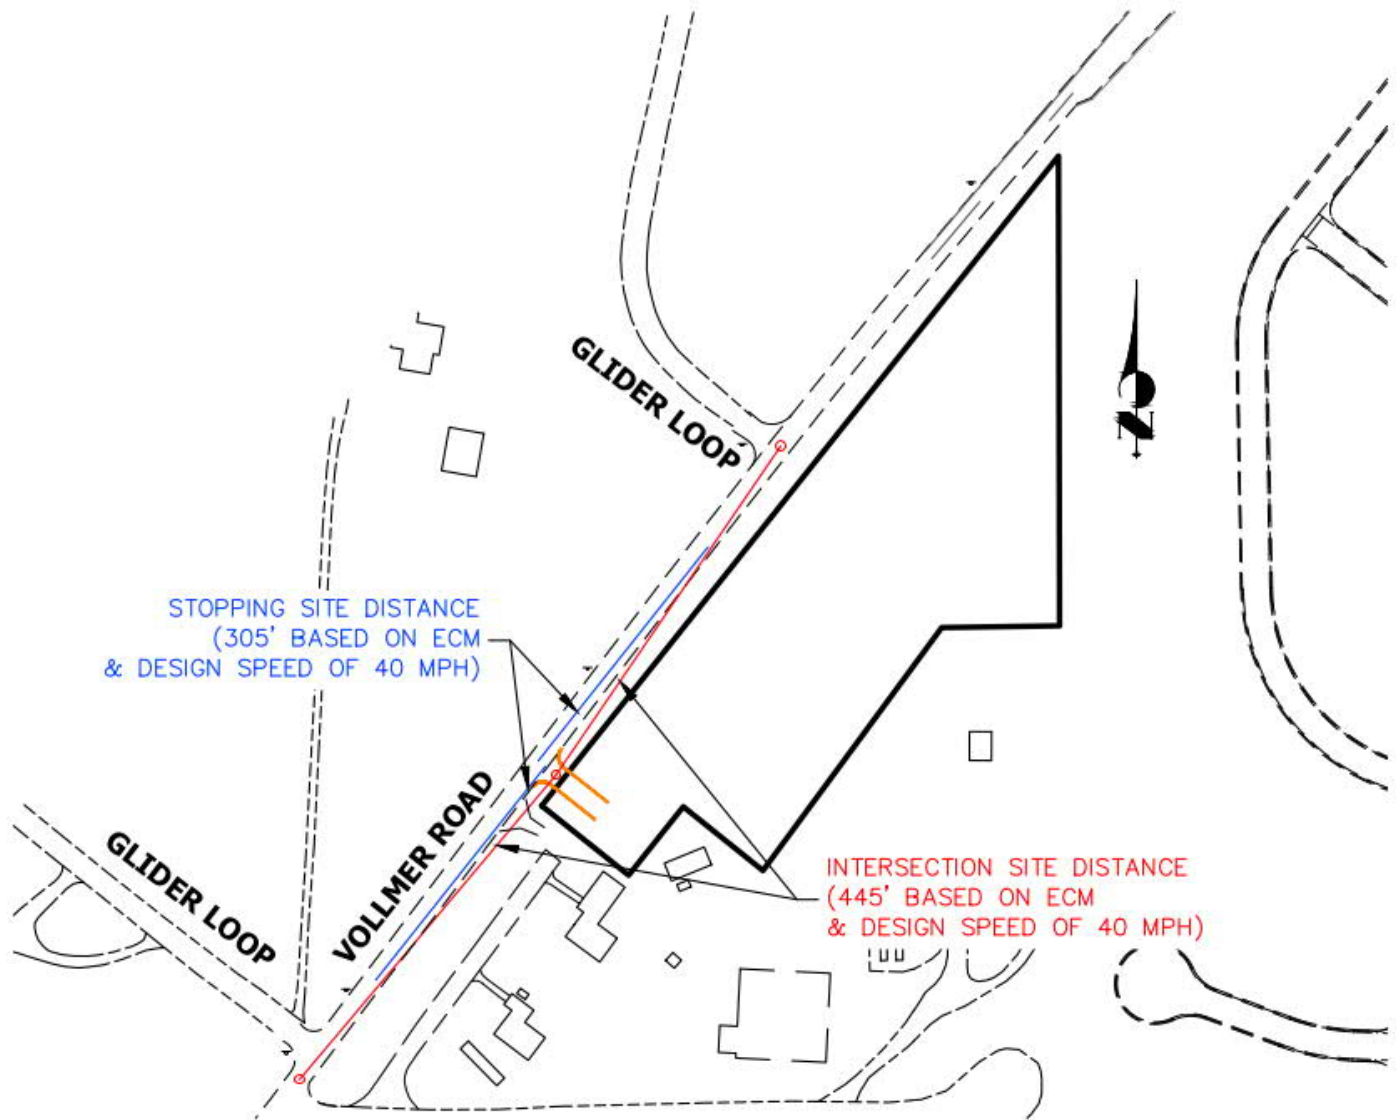 GLIDER LOOP
N
STOPPING SITE DISTANCE
(305' BASED ON ECM
& DESIGN SPEED OF 40 MPH)
VOLLMER ROAD
GLIDER LOOP
INTERSECTION SITE DISTANCE
(445' BASED ON ECM
& DESIGN SPEED OF 40 MPH)